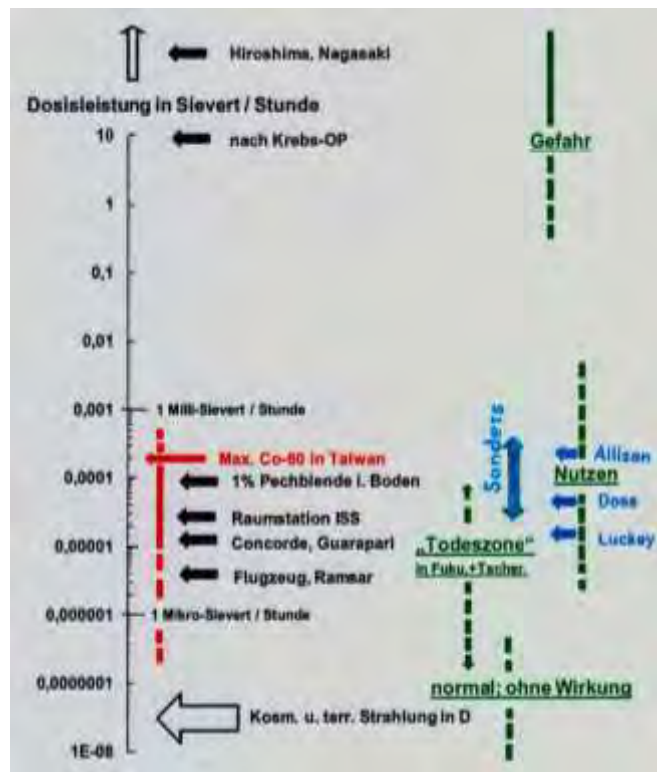 Hiroshima, Nagasaki
Dosisleistung in Sievert / Stunde
10
nach Krebs-OP
Gefahr
1
0,1
0,01
0,001
1 Milli-Sievert / Stunde
Sanders
Max. Co-60 in Taiwan
Allison
0,0001
1% Pechblende i. Boden
Nutzen
Raumstation ISS
Doss
0,00001
Concorde, Guarapari
„Todeszone“
Luckey
in Fuku.+Tscher.
Flugzeug, Ramsar
0,000001
1 Mikro-Sievert / Stunde
0,0000001
normal; ohne Wirkung
Kosm. u. terr. Strahlung in D
1E-08